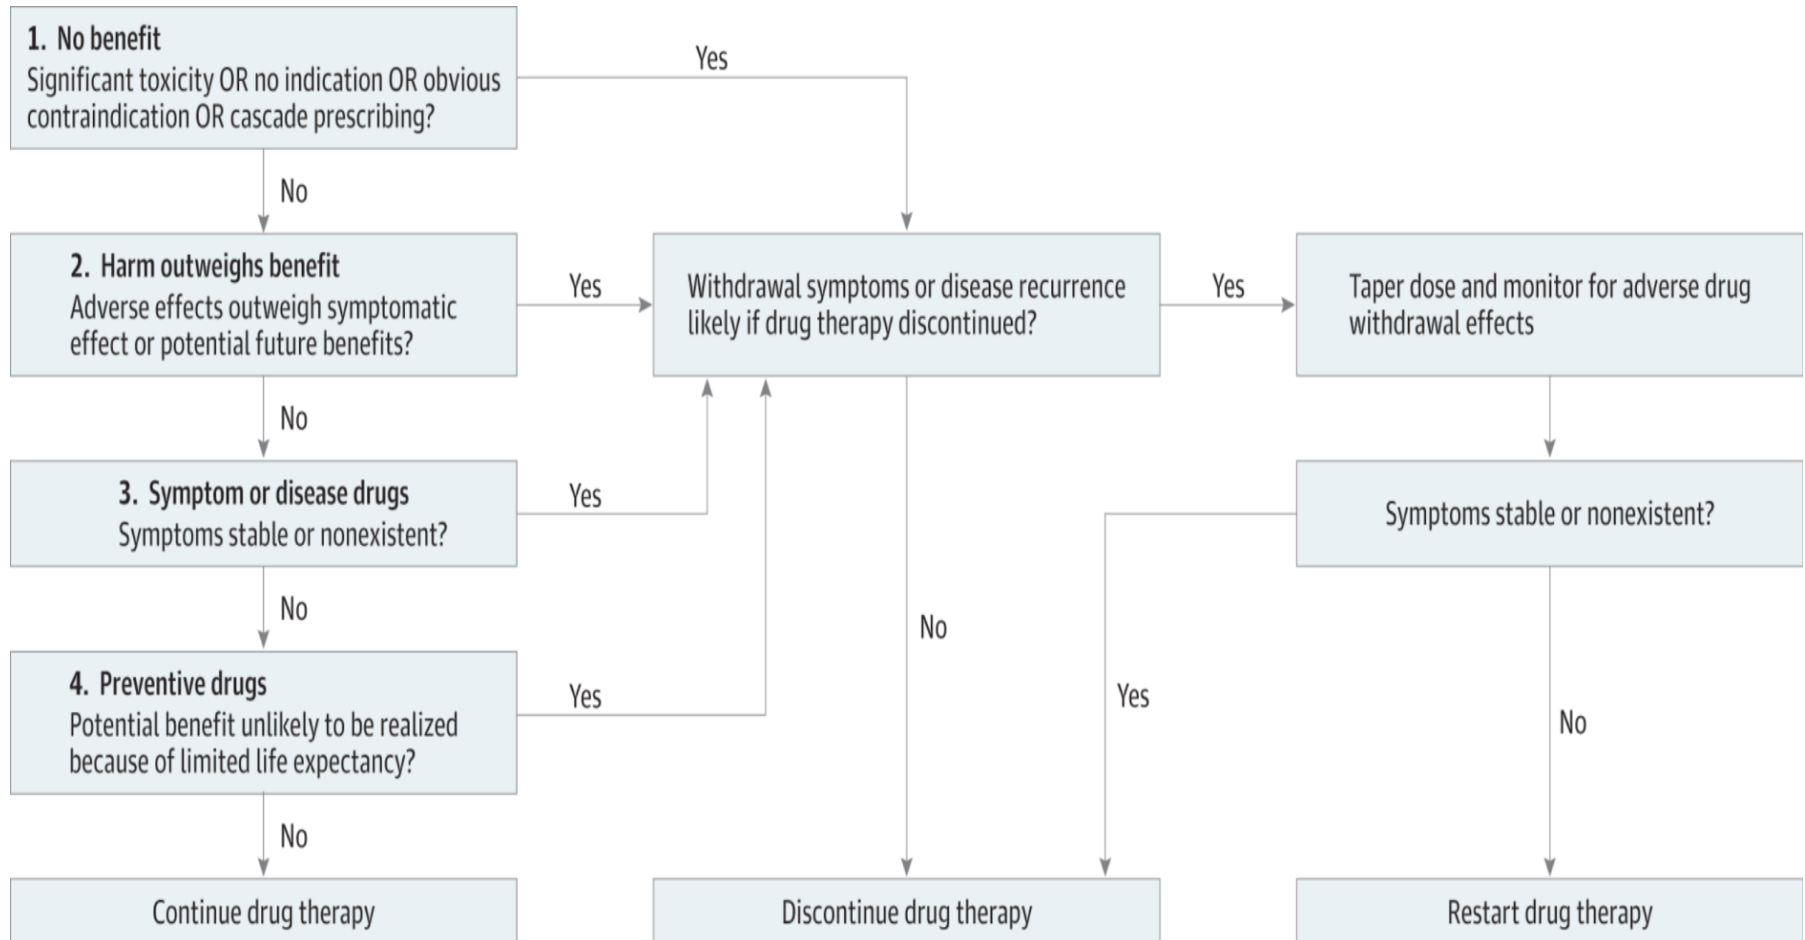 1. No benefit
Significant toxicity OR no indication OR obvious
contraindication OR cascade prescribing?
Yes
No
2. Harm outweighs benefit
Adverse effects outweigh symptomatic
effect or potential future benefits?
Yes
Withdrawal symptoms or disease recurrence
likely if drug therapy discontinued?
Yes
Taper dose and monitor for adverse drug
withdrawal effects
No
3. Symptom or disease drugs
Symptoms stable or nonexistent?
Yes
Symptoms stable or nonexistent?
No
No
4. Preventive drugs
Potential benefit unlikely to be realized
because of limited life expectancy?
Yes
Yes
No
No
Continue drug therapy
Discontinue drug therapy
Restart drug therapy